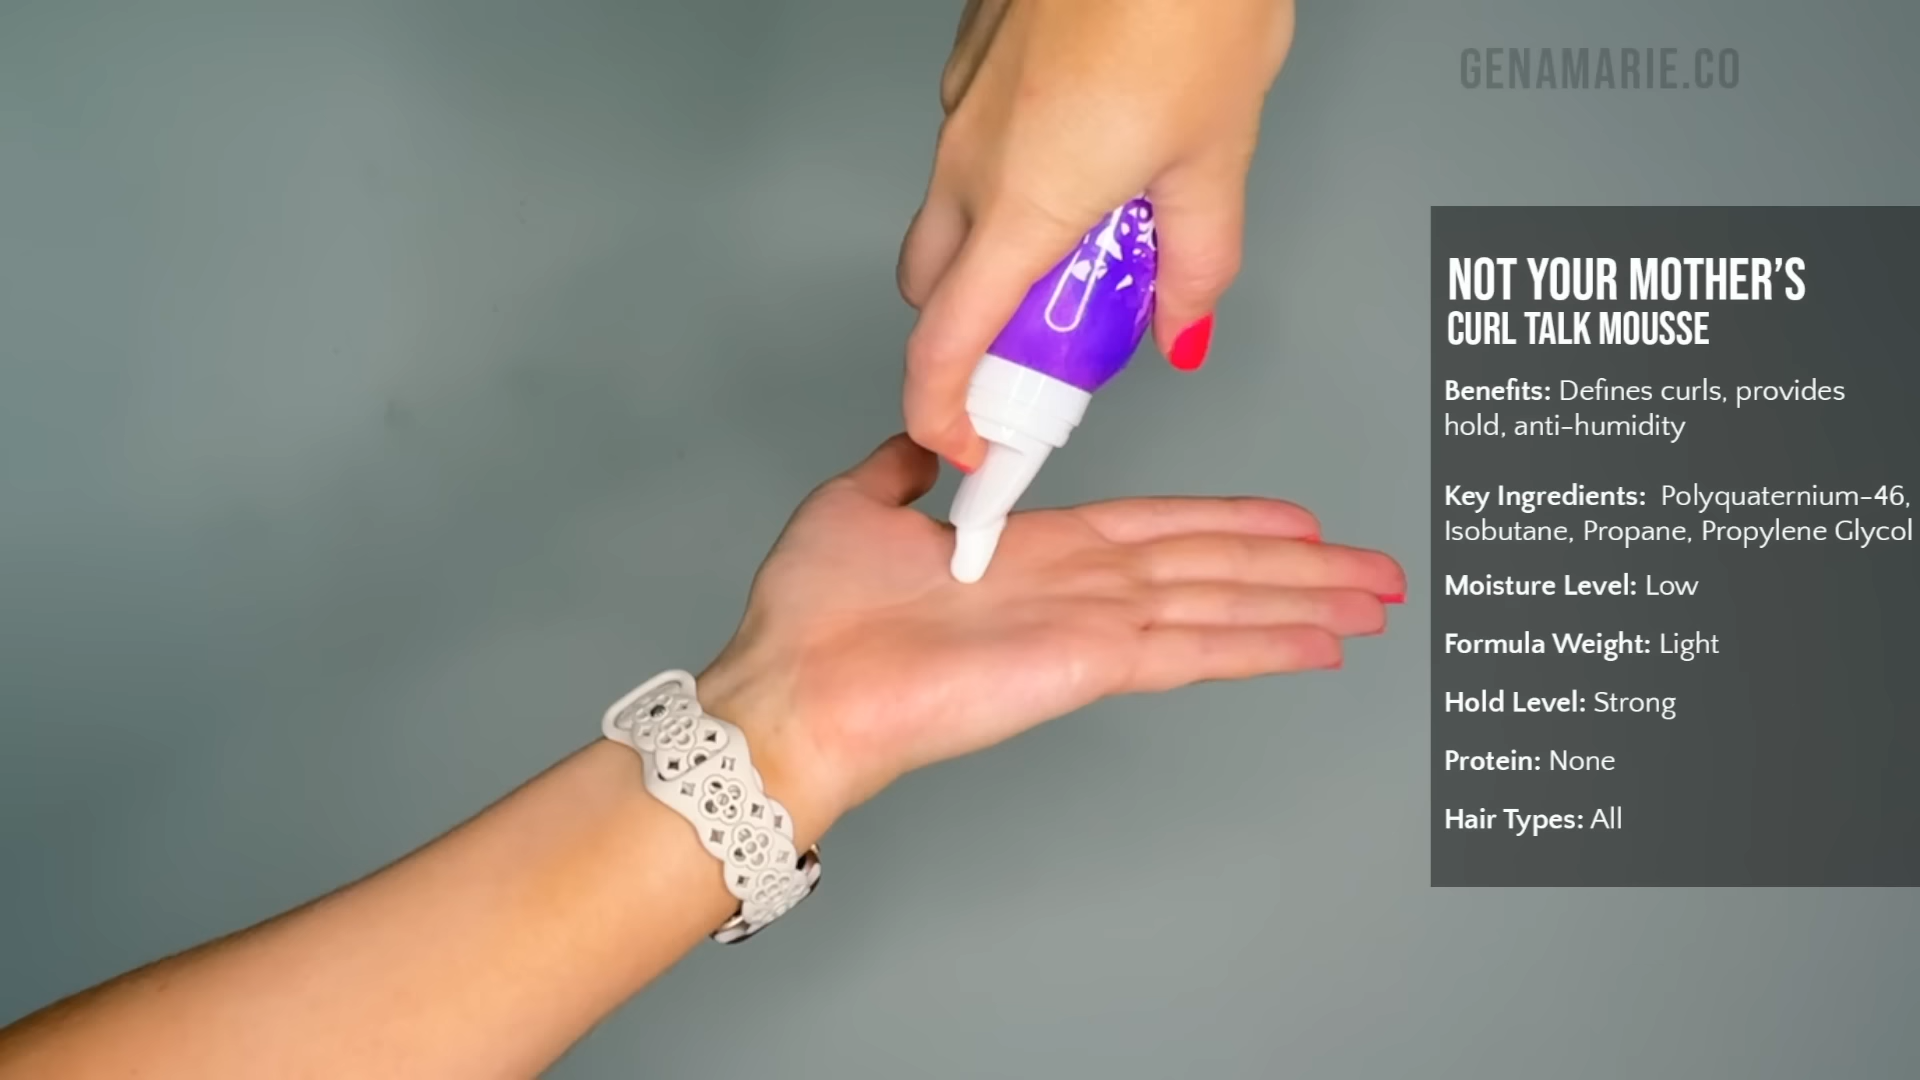 GENAMARIE.CO
NOT YOUR MOTHER'S
CURL TALK MOUSSE
Benefits: Defines curls, provides
hold, anti-humidity
Key Ingredients: Polyquaternium-46,
Isobutane, Propane, Propylene Glycol
Moisture Level: Low
Formula Weight: Light
Hold Level: Strong
Protein: None
Hair Types: All